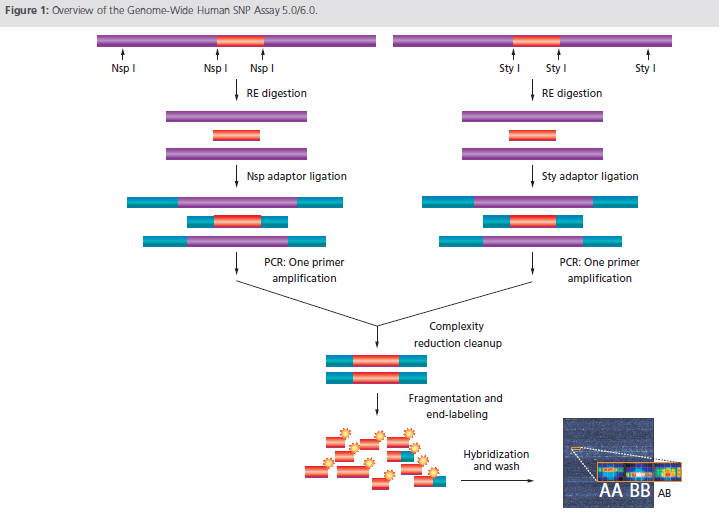 Figure 1: Overview of the Genome-Wide Human SNP Assay 5.0/6.0.
Nsp I Nsp I Nsp I Sty I Sty I Sty I
RE digestion RE digestion
Nsp adaptor ligation Sty adaptor ligation
PCR: One primer PCR: One primer
amplification amplification
Complexity
reduction cleanup
Fragmentation and
end-labeling
Hybridization
and wash
AA BB AB